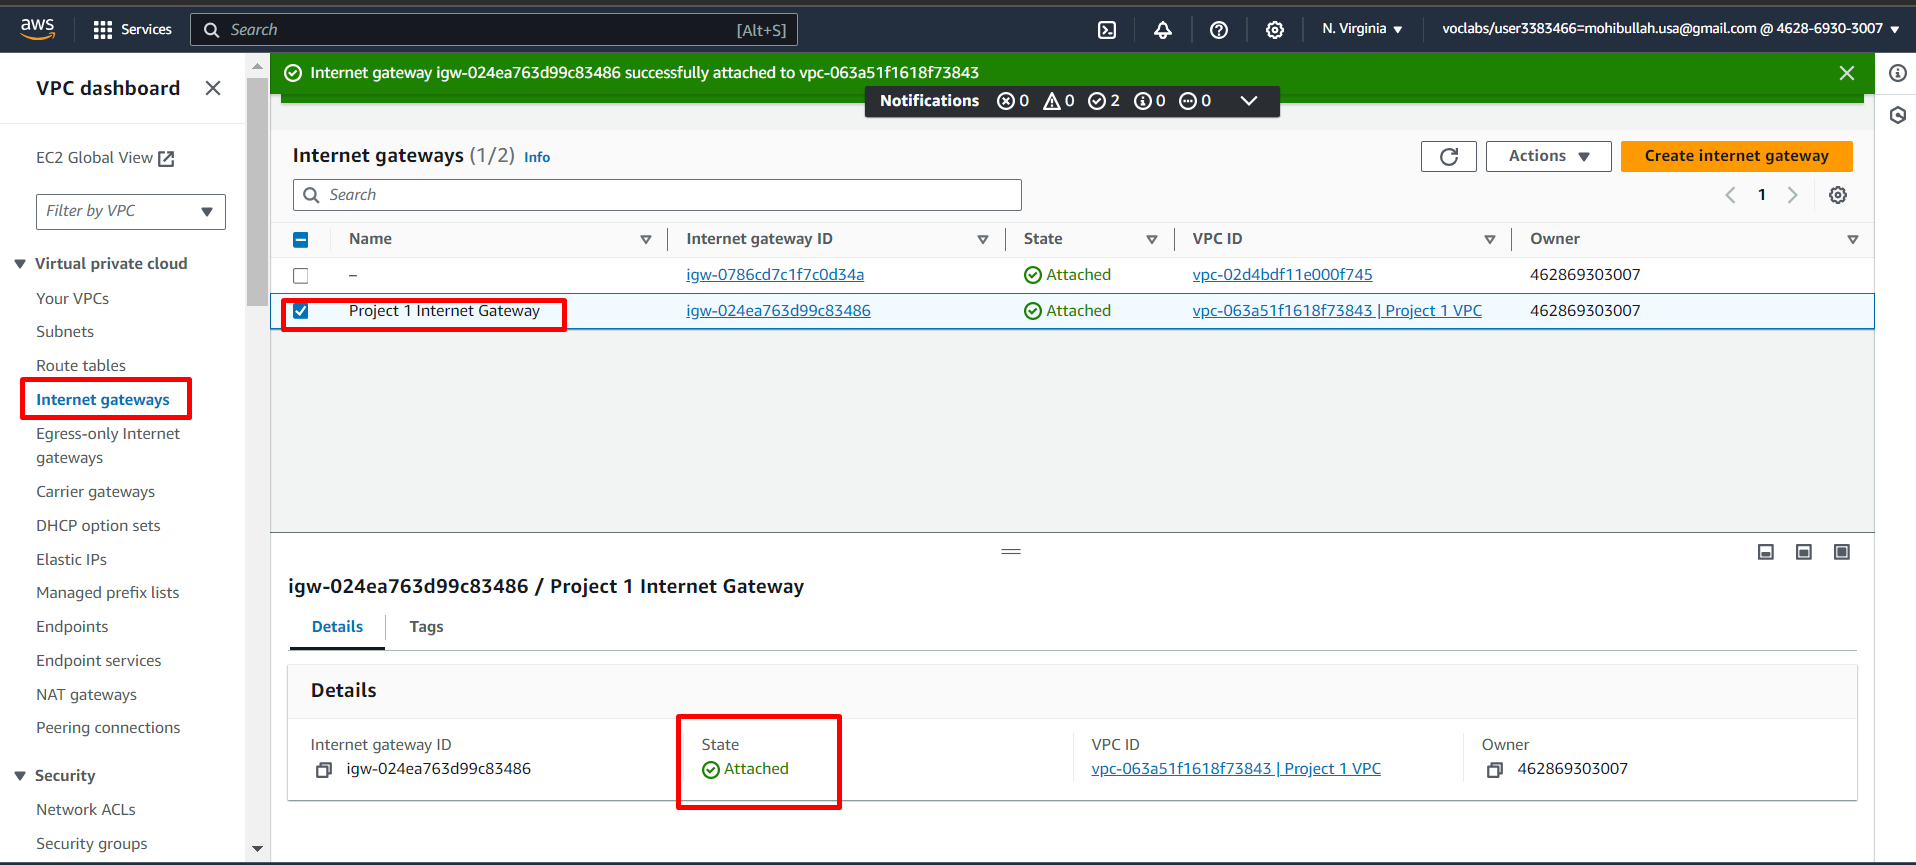 aws Services Search [Alt+S] N. Virginia voclabs/user3383466=mohibullah.usa@gmail.com @ 4628-6930-3007
VPC dashboard
EC2 Global View
Filter by VPC
Virtual private cloud
Your VPCs
Subnets
Route tables
Internet gateways
Egress-only Internet
gateways
Carrier gateways
DHCP option sets
Elastic IPs
Managed prefix lists
Endpoints
Endpoint services
NAT gateways
Peering connections
Security
Network ACLs
Security groups
Internet gateway igw-024ea763d99c83486 successfully attached to vpc-063a51f1618f73843
Notifications 0 0 2 0 0
Internet gateways (1/2) Info
Actions
Create internet gateway
Search
1
Name Internet gateway ID State VPC ID Owner
– igw-0786cd7c1f7c0d34a Attached vpc-02d4bdf11e000f745 462869303007
Project 1 Internet Gateway igw-024ea763d99c83486 Attached vpc-063a51f1618f73843 | Project 1 VPC 462869303007
igw-024ea763d99c83486 / Project 1 Internet Gateway
Details Tags
Details
Internet gateway ID State VPC ID Owner
igw-024ea763d99c83486 Attached vpc-063a51f1618f73843 | Project 1 VPC 462869303007